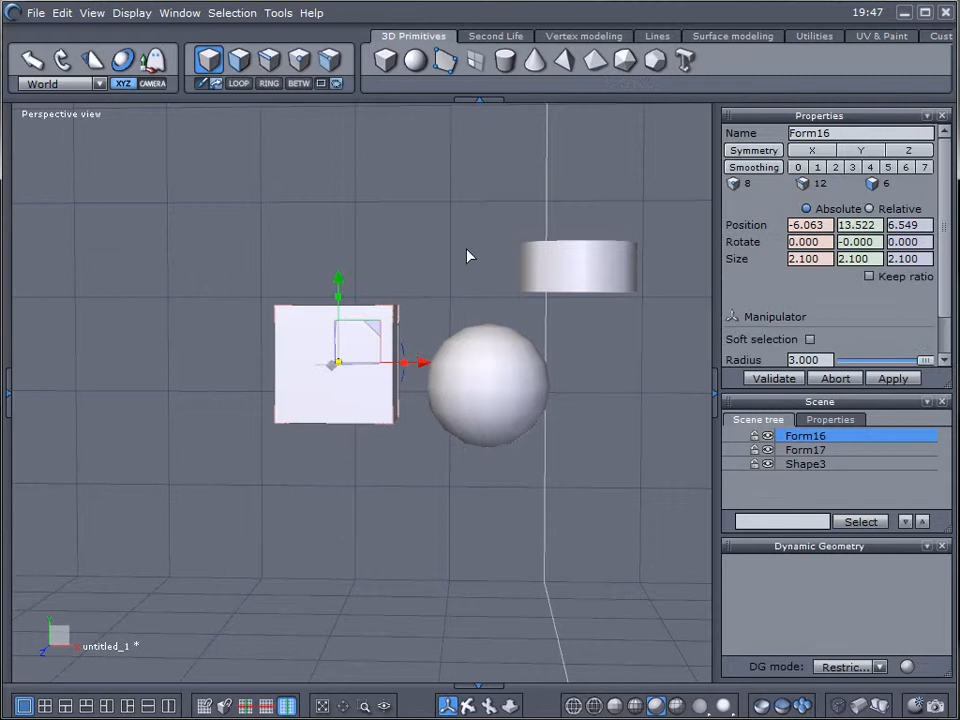 File Edit View Display Window Selection Tools Help 19:47
3D Primitives Second Life Vertex modeling Lines Surface modeling Utilities UV & Paint Cust
World XYZ CAMERA LOOP RING BETW
Perspective view
Properties
Name Form16
Symmetry X Y Z
Smoothing 0 1 2 3 4 5 6 7
8 12 6
Absolute Relative
Position -6.063 13.522 6.549
Rotate 0.000 -0.000 0.000
Size 2.100 2.100 2.100
Keep ratio
Manipulator
Soft selection
Radius 3.000
Validate Abort Apply
Scene
Scene tree Properties
Form16
Form17
Shape3
Select
Dynamic Geometry
Y
Z
untitled_1 *
DG mode: Restric...